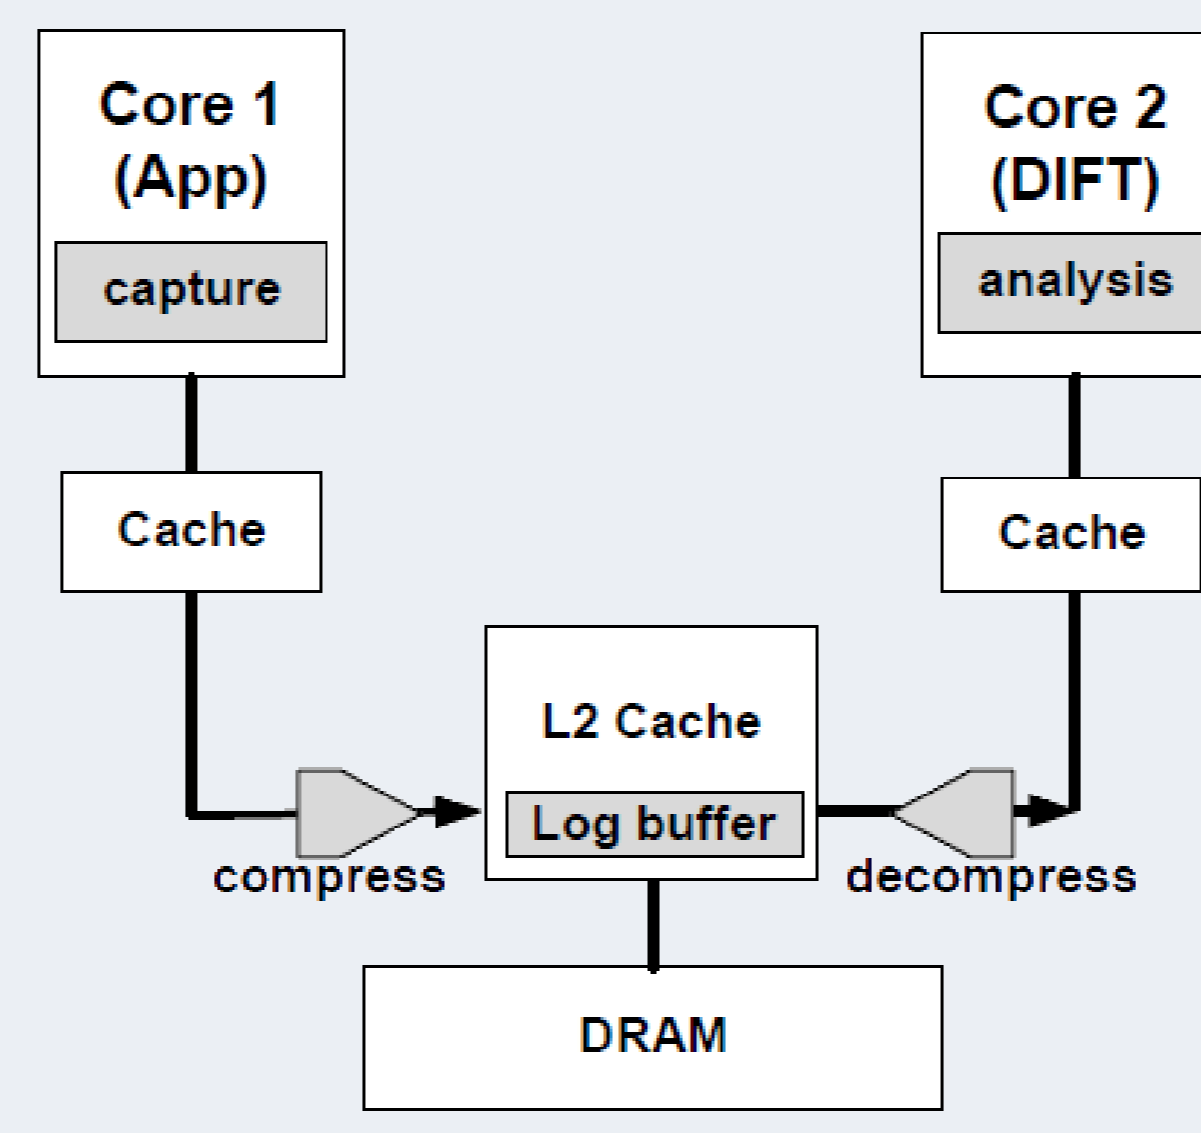 Core 1
(App)
capture
Core 2
(DIFT)
analysis
Cache
Cache
L2 Cache
Log buffer
compress
decompress
DRAM